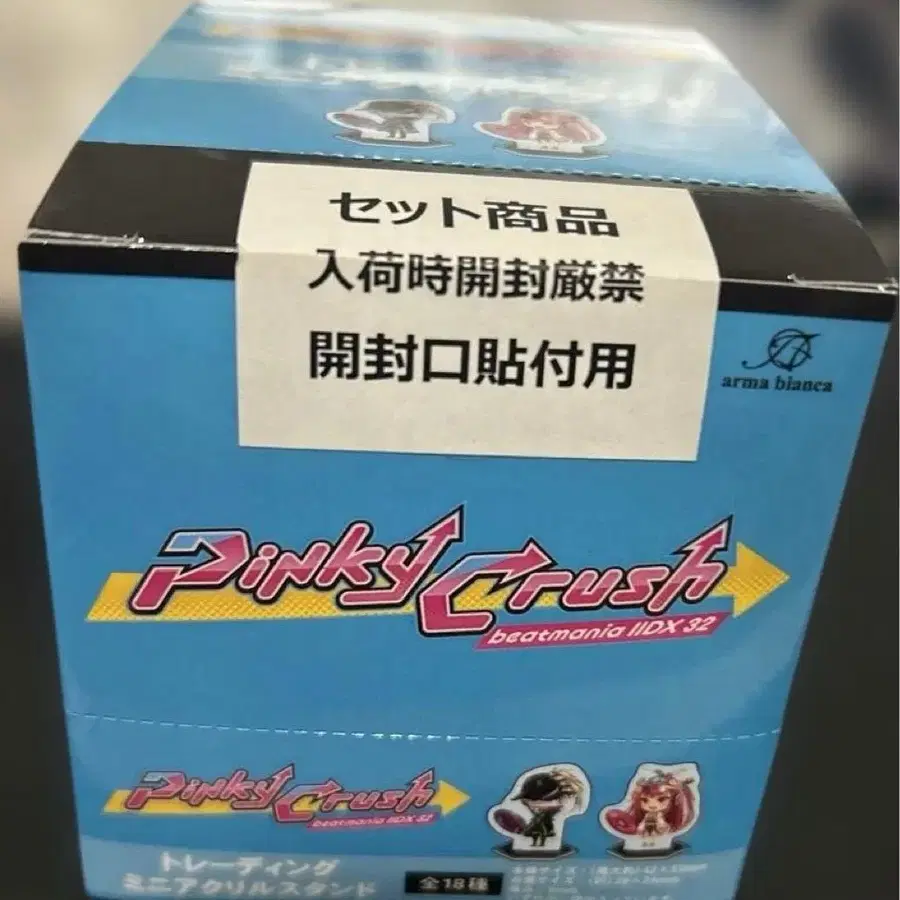 セット商品
入荷時開封厳禁
開封口貼付用
arma bianca
Pinky Crush
beatmania IIDX 32
Pinky Crush
beatmania IIDX 32
トレーディング
ミニアクリルスタンド
全18種